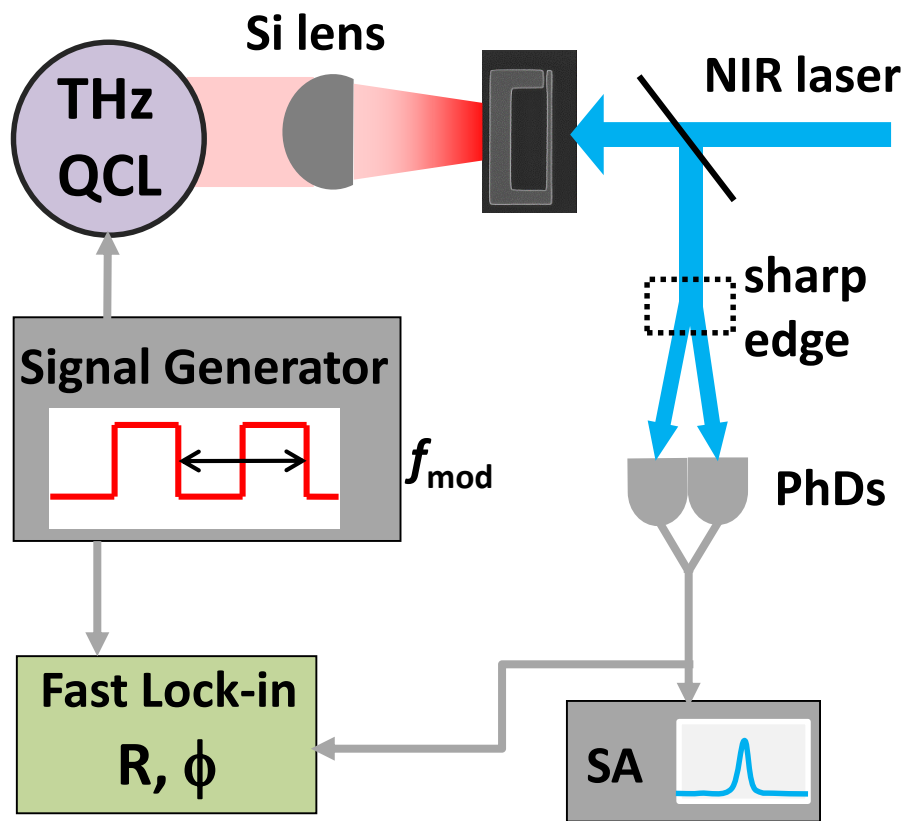 Si lens
THz
QCL
NIR laser
sharp
edge
Signal Generator
f mod
PhDs
Fast Lock-in
R, ϕ
SA